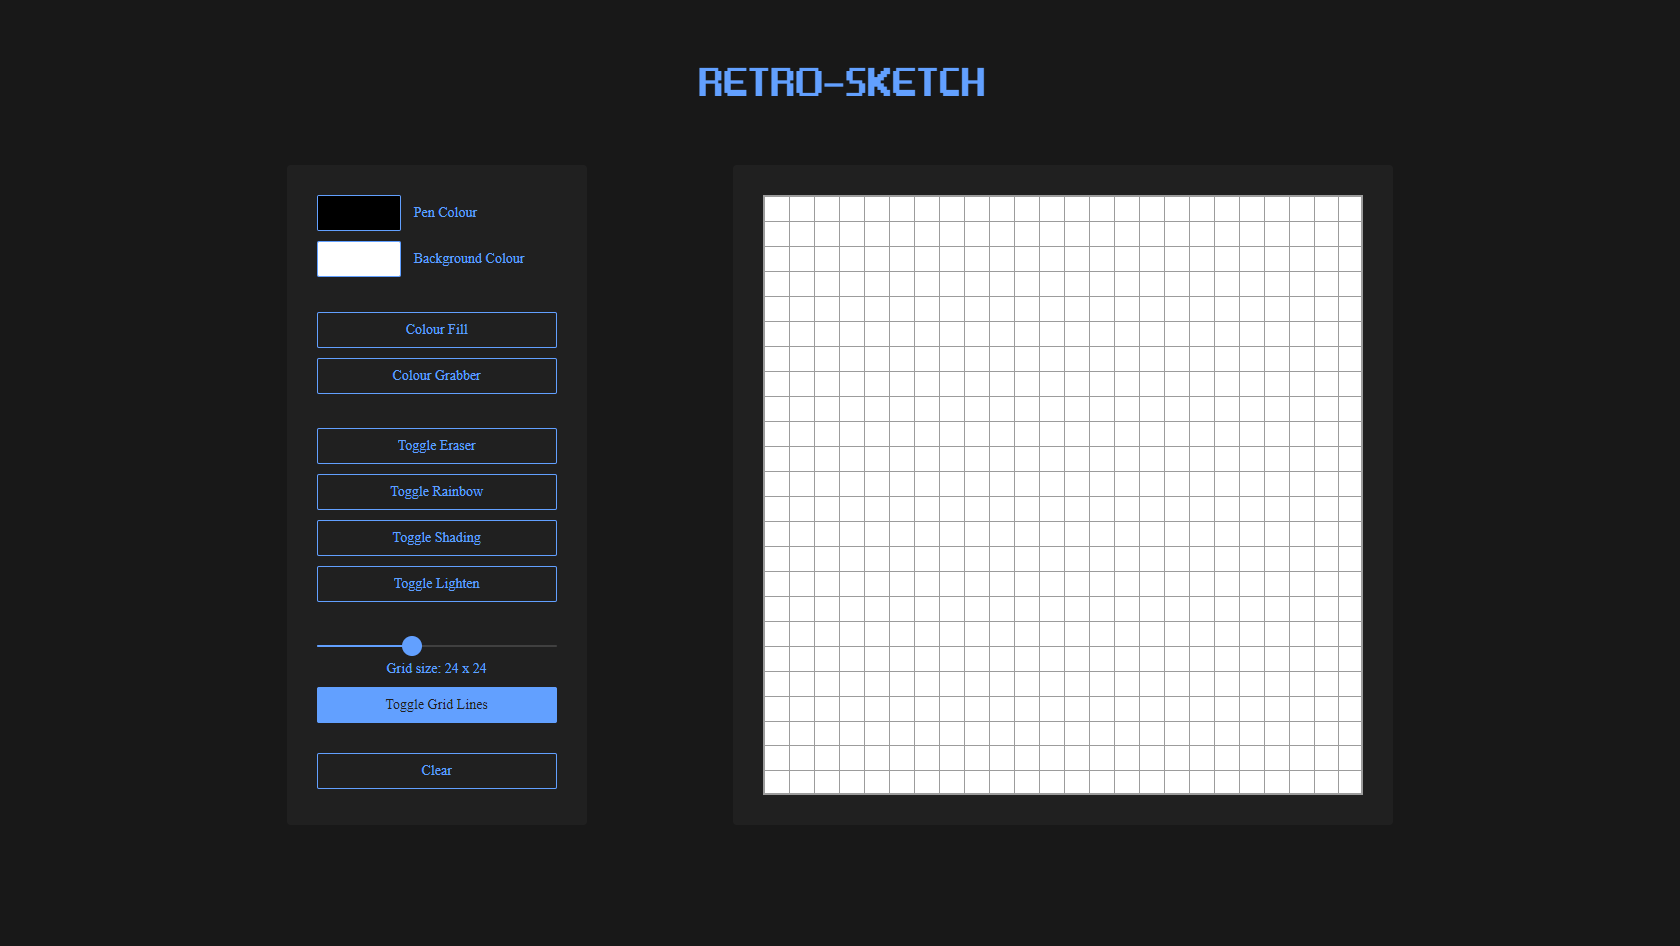 RETRO-SKETCH
Pen Colour
Background Colour
Colour Fill
Colour Grabber
Toggle Eraser
Toggle Rainbow
Toggle Shading
Toggle Lighten
Grid size: 24 x 24
Toggle Grid Lines
Clear